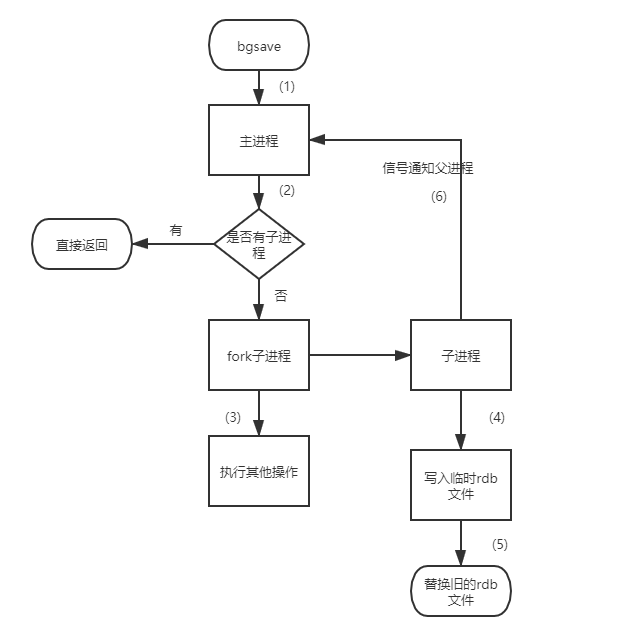 bgsave
(1)
主进程
信号通知父进程
(2)
(6)
有
是否有子进
程
直接返回
否
fork子进程
子进程
(3)
(4)
执行其他操作
写入临时rdb
文件
(5)
替换旧的rdb
文件